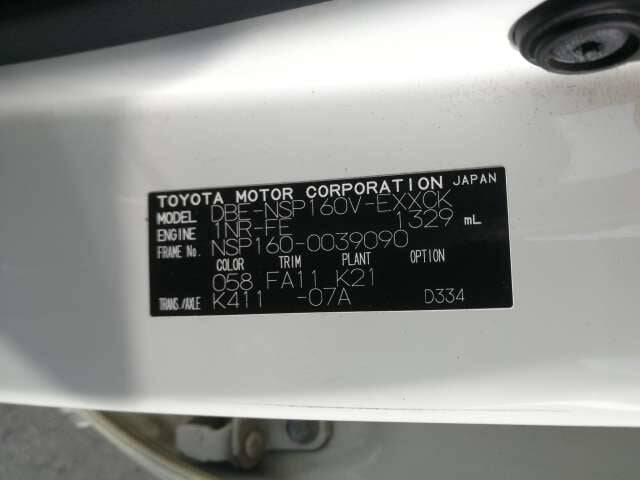 TOYOTA MOTOR CORPORATION JAPAN
MODEL DBE-NSP160V-EXXCK
ENGINE 1NR-FE 1329 mL
FRAME No. NSP160-0039090
COLOR TRIM PLANT OPTION
058 FA11 K21
TRANS./AXLE K411 -07A D334